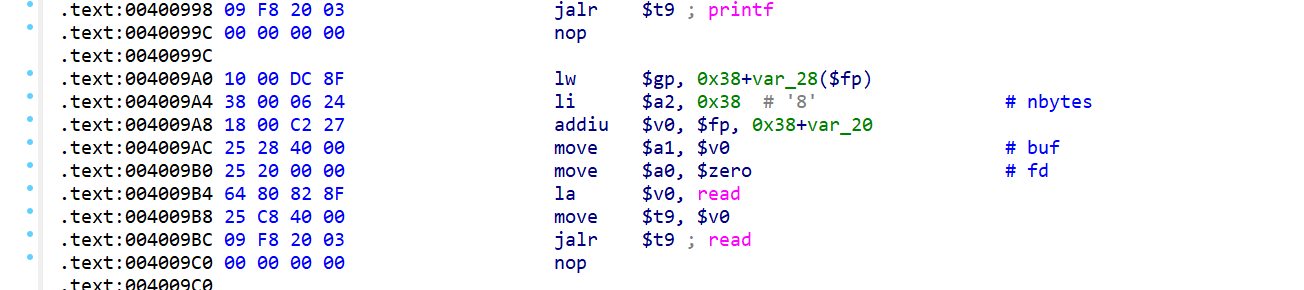 .text:00400998 09 F8 20 03 jalr $t9 ; printf
.text:0040099C 00 00 00 00 nop
.text:0040099C
.text:004009A0 10 00 DC 8F lw $gp, 0x38+var_28($fp)
.text:004009A4 38 00 06 24 li $a2, 0x38 # '8' # nbytes
.text:004009A8 18 00 C2 27 addiu $v0, $fp, 0x38+var_20
.text:004009AC 25 28 40 00 move $a1, $v0 # buf
.text:004009B0 25 20 00 00 move $a0, $zero # fd
.text:004009B4 64 80 82 8F la $v0, read
.text:004009B8 25 C8 40 00 move $t9, $v0
.text:004009BC 09 F8 20 03 jalr $t9 ; read
.text:004009C0 00 00 00 00 nop
.text:004009C0